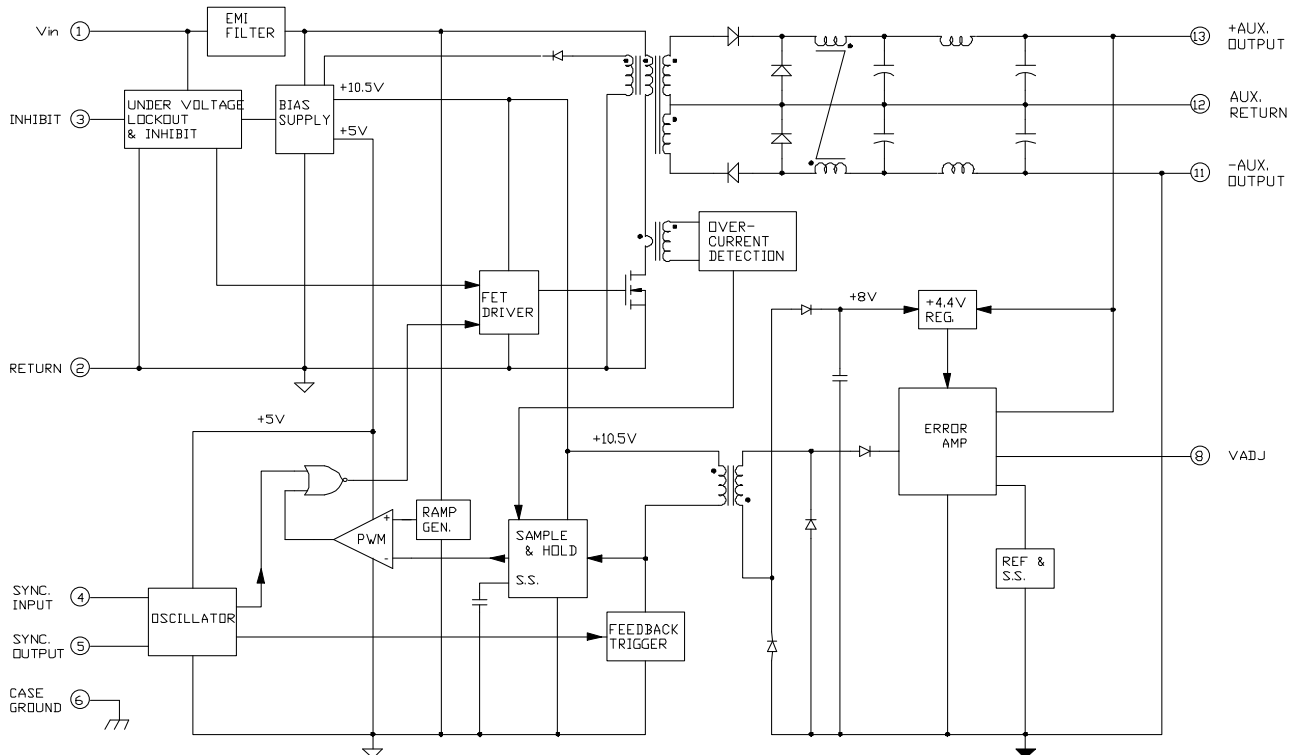 Vin
1
EMI
FILTER
13
+AUX.
OUTPUT
INHIBIT
3
UNDER VOLTAGE
LOCKOUT
& INHIBIT
BIAS
SUPPLY
+10.5V
+5V
12
AUX.
RETURN
11
-AUX.
OUTPUT
OVER-
CURRENT
DETECTION
FET
DRIVER
+8V
+4.4V
REG.
RETURN
2
+5V
+10.5V
ERROR
AMP
8
VADJ
RAMP
GEN.
+
PWM
-
SAMPLE
& HOLD
S.S.
REF &
S.S.
SYNC.
INPUT
4
OSCILLATOR
SYNC.
OUTPUT
5
FEEDBACK
TRIGGER
CASE
GROUND
6